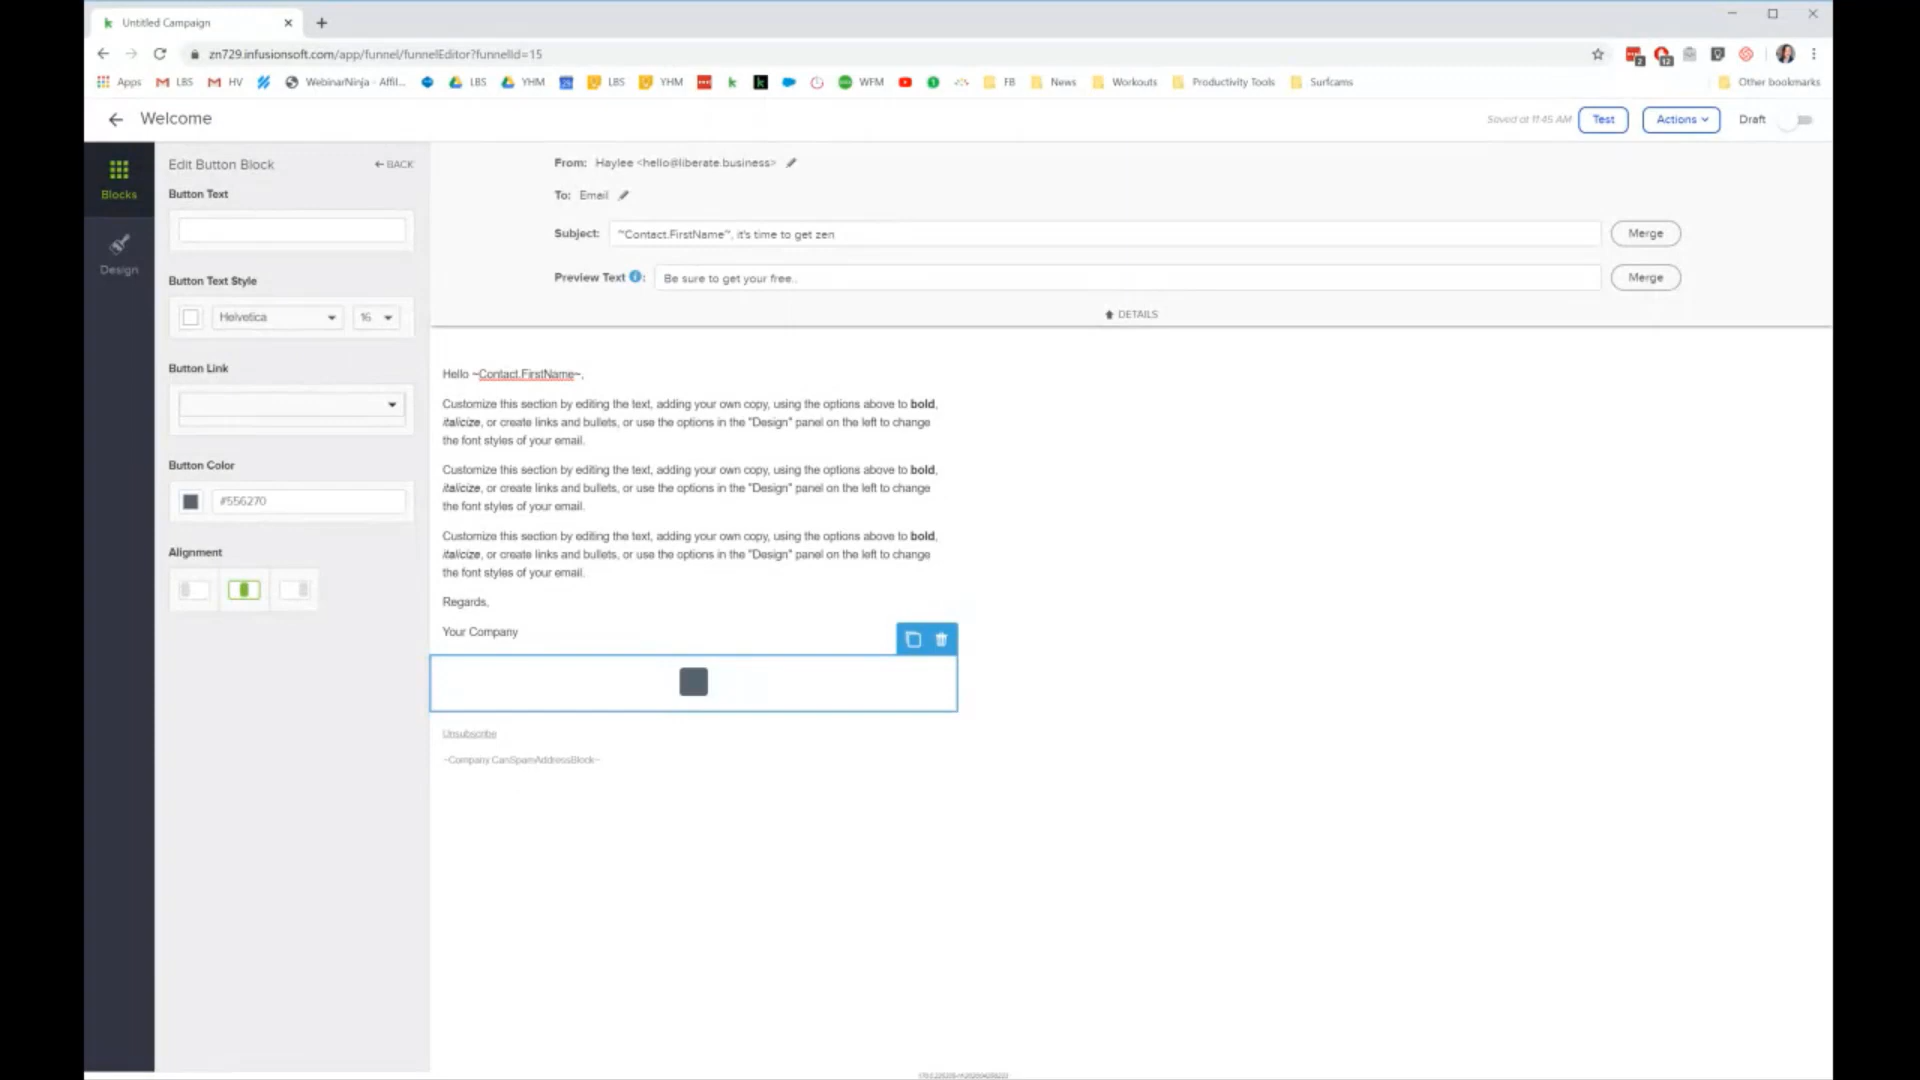 Untitled Campaign
zn729.infusionsoft.com/app/funnel/funnelEditor?funnelId=15
2
12
Apps LBS HV WebinarNinja - Affil... LBS YHM LBS YHM WFM FB News Workouts Productivity Tools Surfcams Other bookmarks
Welcome
Saved at 11:45 AM Test Actions Draft
Blocks
Design
Edit Button Block BACK
Button Text
Button Text Style
Helvetica 16
Button Link
Button Color
#556270
Alignment
From: Haylee <hello@liberate.business>
To: Email
Subject: "~Contact.FirstName~, it's time to get zen Merge
Preview Text : Be sure to get your free.. Merge
DETAILS
Hello ~Contact.FirstName~,
Customize this section by editing the text, adding your own copy, using the options above to bold,
italicize, or create links and bullets, or use the options in the "Design" panel on the left to change
the font styles of your email.
Customize this section by editing the text, adding your own copy, using the options above to bold,
italicize, or create links and bullets, or use the options in the "Design" panel on the left to change
the font styles of your email.
Customize this section by editing the text, adding your own copy, using the options above to bold,
italicize, or create links and bullets, or use the options in the "Design" panel on the left to change
the font styles of your email.
Regards,
Your Company
Unsubscribe
~Company.CanSpamAddressBlock~